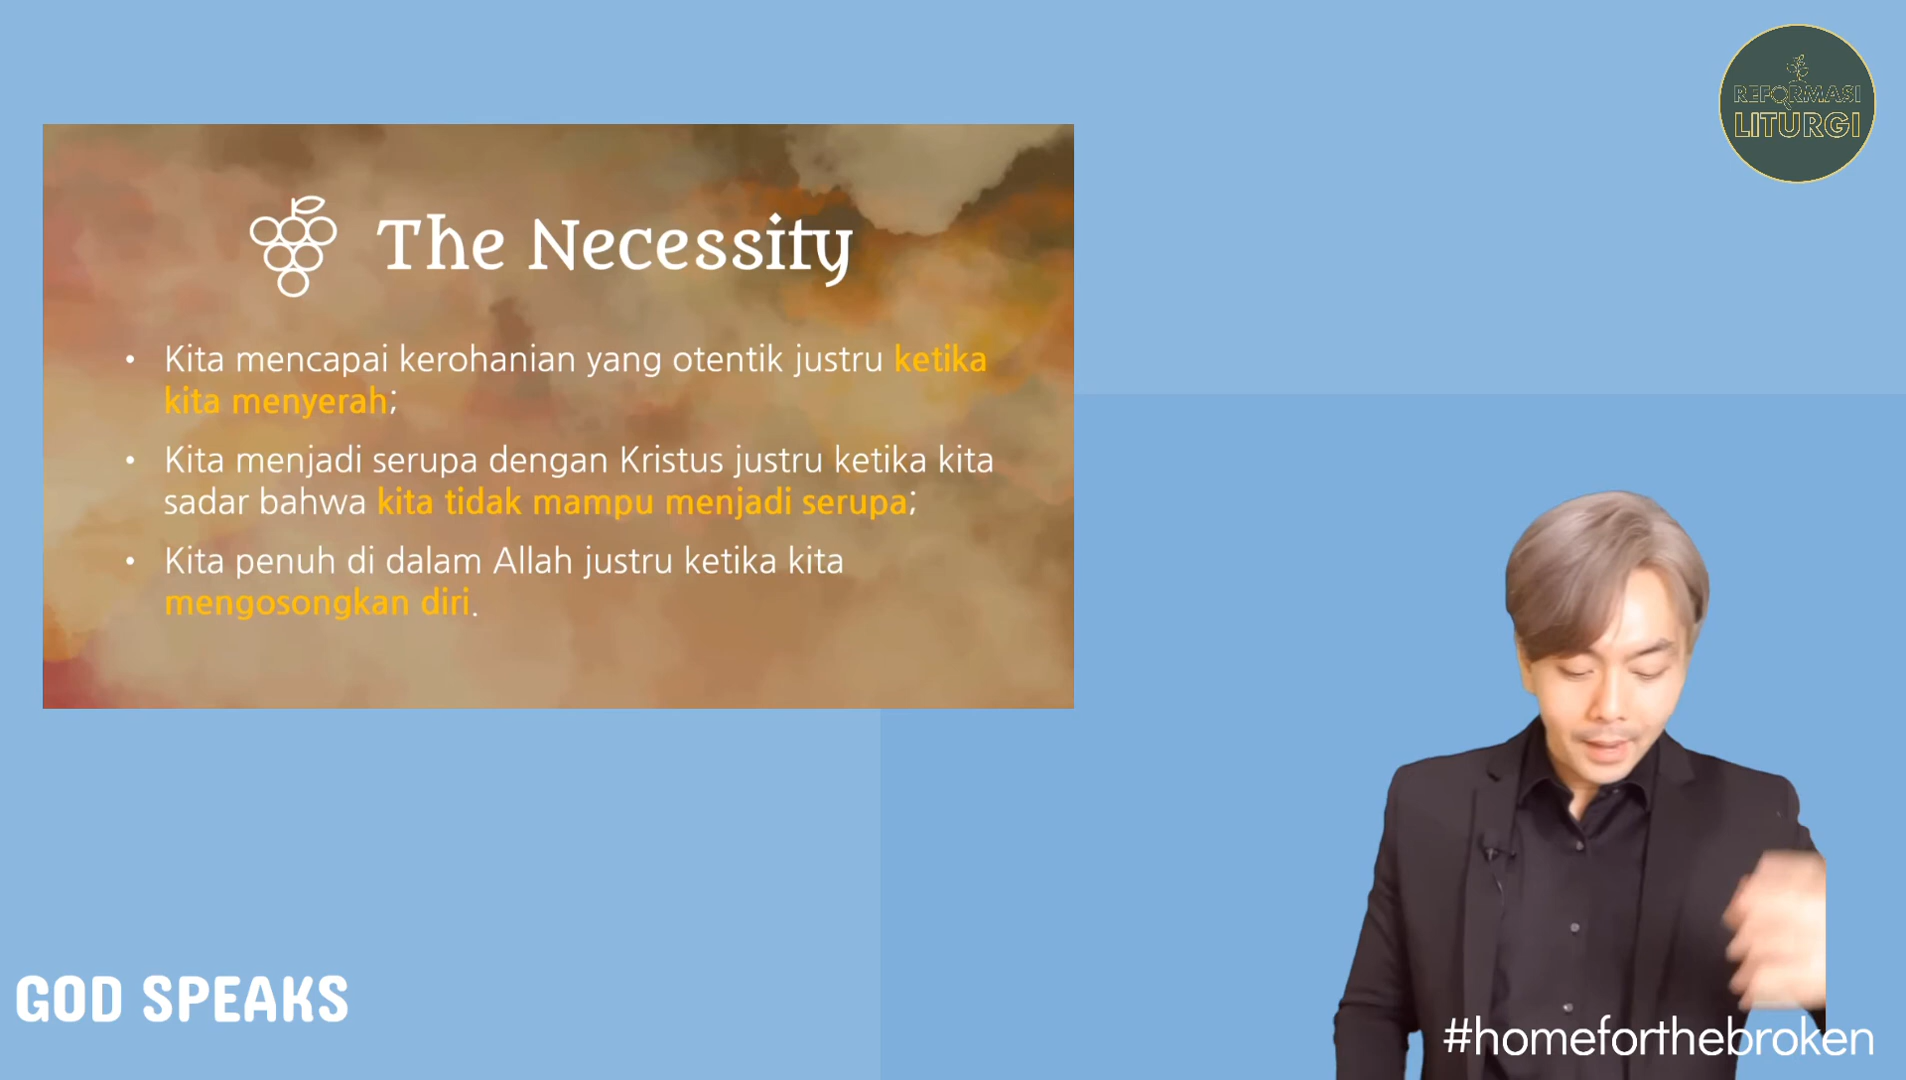 REFORMASI
LITURGI
The Necessity
• Kita mencapai kerohanian yang otentik justru ketika
kita menyerah;
• Kita menjadi serupa dengan Kristus justru ketika kita
sadar bahwa kita tidak mampu menjadi serupa;
• Kita penuh di dalam Allah justru ketika kita
mengosongkan diri.
GOD SPEAKS
#homeforthebroken